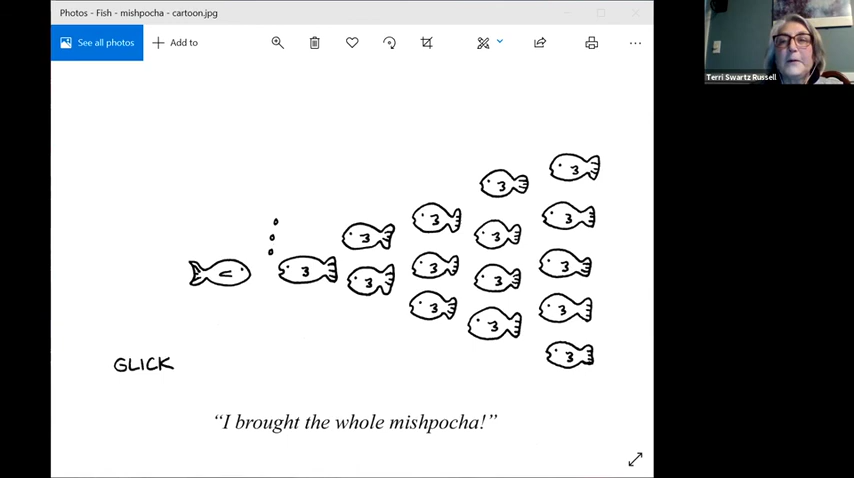 Photos - Fish - mishpocha - cartoon.jpg
See all photos
Add to
Terri Swartz Russell
GLICK
“I brought the whole mishpocha!”